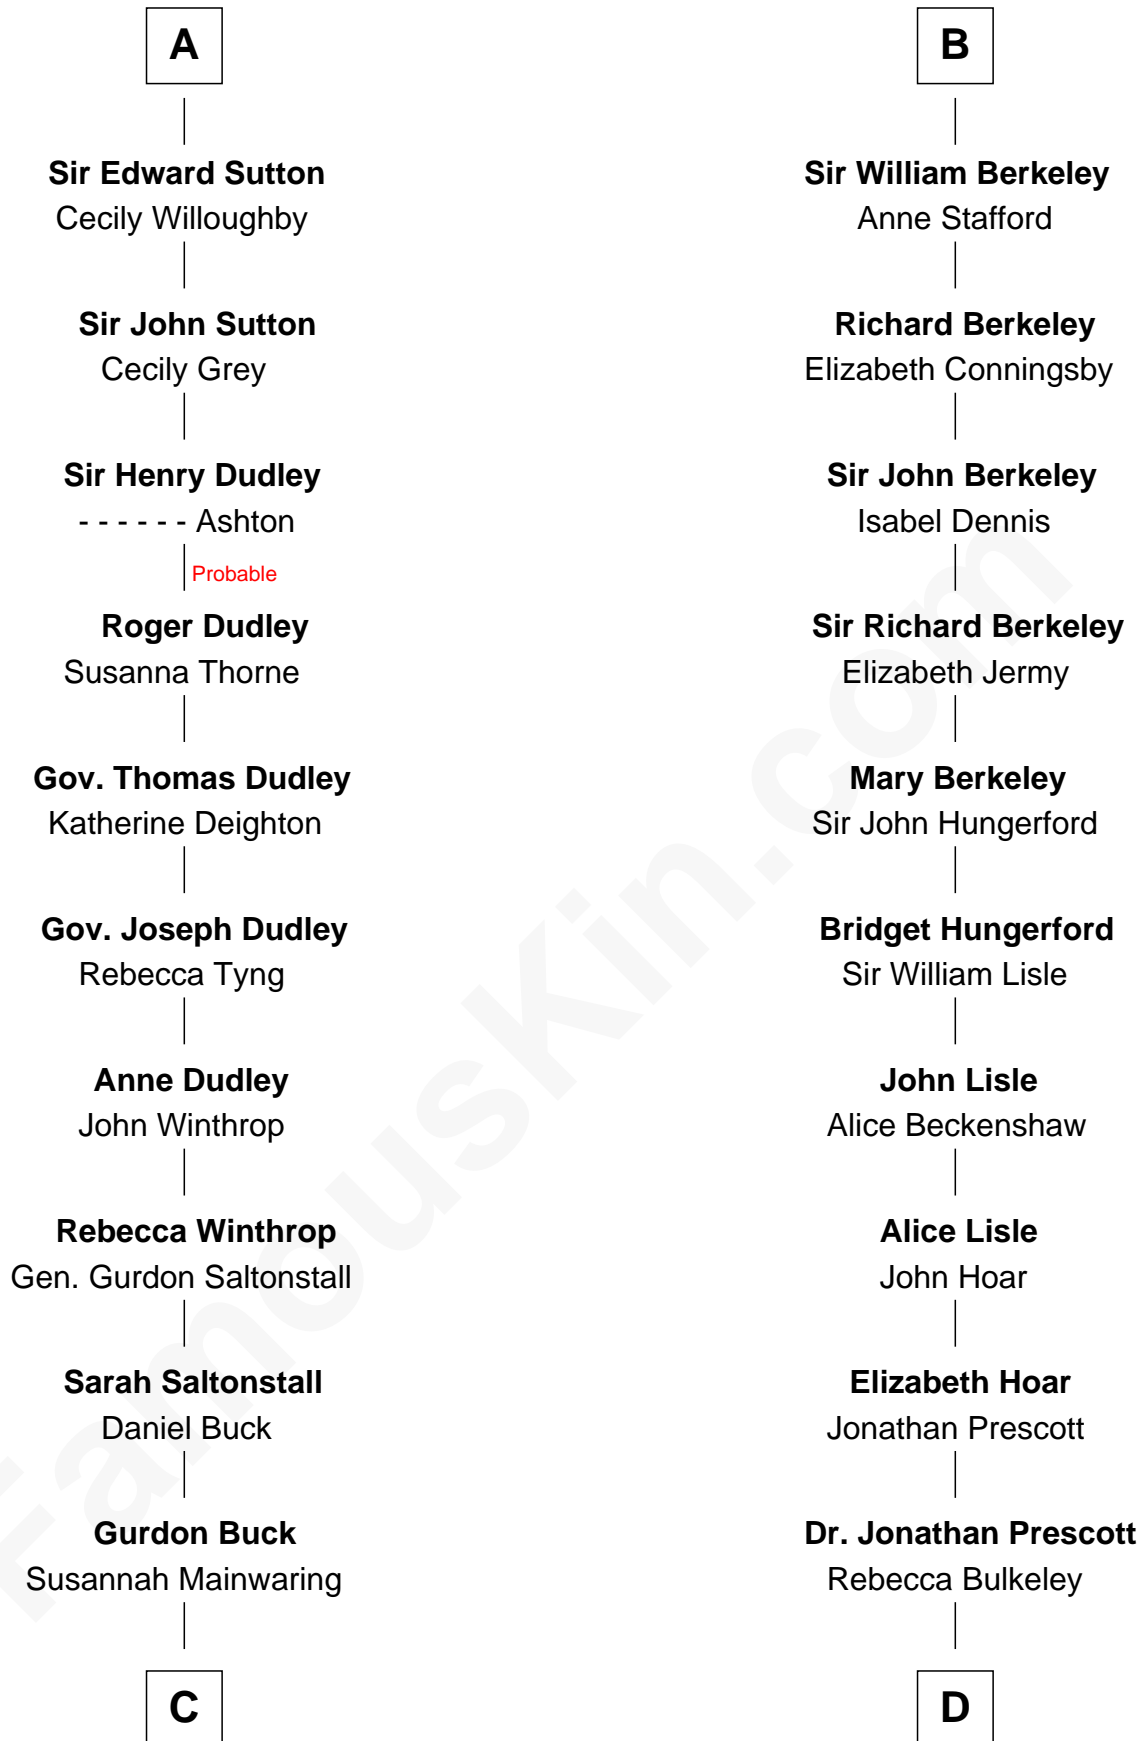 A
Sir Edward Sutton
Cecily Willoughby
Sir John Sutton
Cecily Grey
Sir Henry Dudley
- - - - - - Ashton
Probable
Roger Dudley
Susanna Thorne
Gov. Thomas Dudley
Katherine Deighton
Gov. Joseph Dudley
Rebecca Tyng
Anne Dudley
John Winthrop
Rebecca Winthrop
Gen. Gurdon Saltonstall
Sarah Saltonstall
Daniel Buck
Gurdon Buck
Susannah Mainwaring
C
B
Sir William Berkeley
Anne Stafford
Richard Berkeley
Elizabeth Conningsby
Sir John Berkeley
Isabel Dennis
Sir Richard Berkeley
Elizabeth Jermy
Mary Berkeley
Sir John Hungerford
Bridget Hungerford
Sir William Lisle
John Lisle
Alice Beckenshaw
Alice Lisle
John Hoar
Elizabeth Hoar
Jonathan Prescott
Dr. Jonathan Prescott
Rebecca Bulkeley
D
FamousKin.com